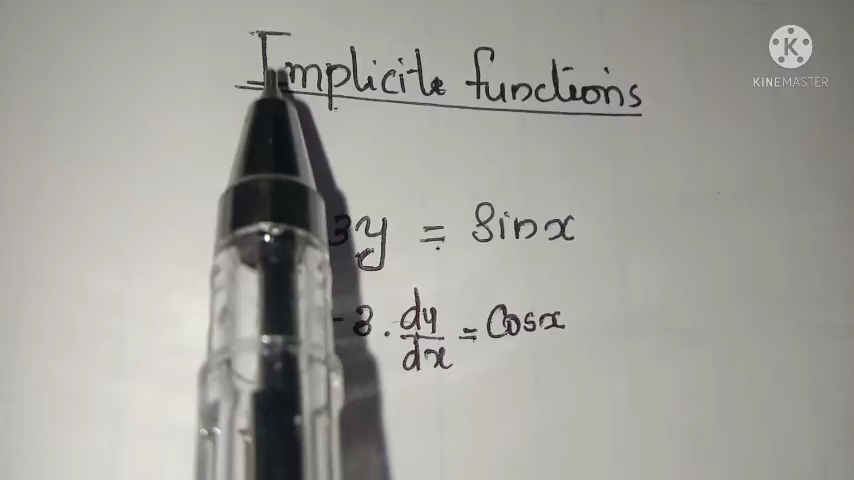 Implicit functions
K
KINEMASTER
3y = Sinx
3 . dy/dx = Cosx